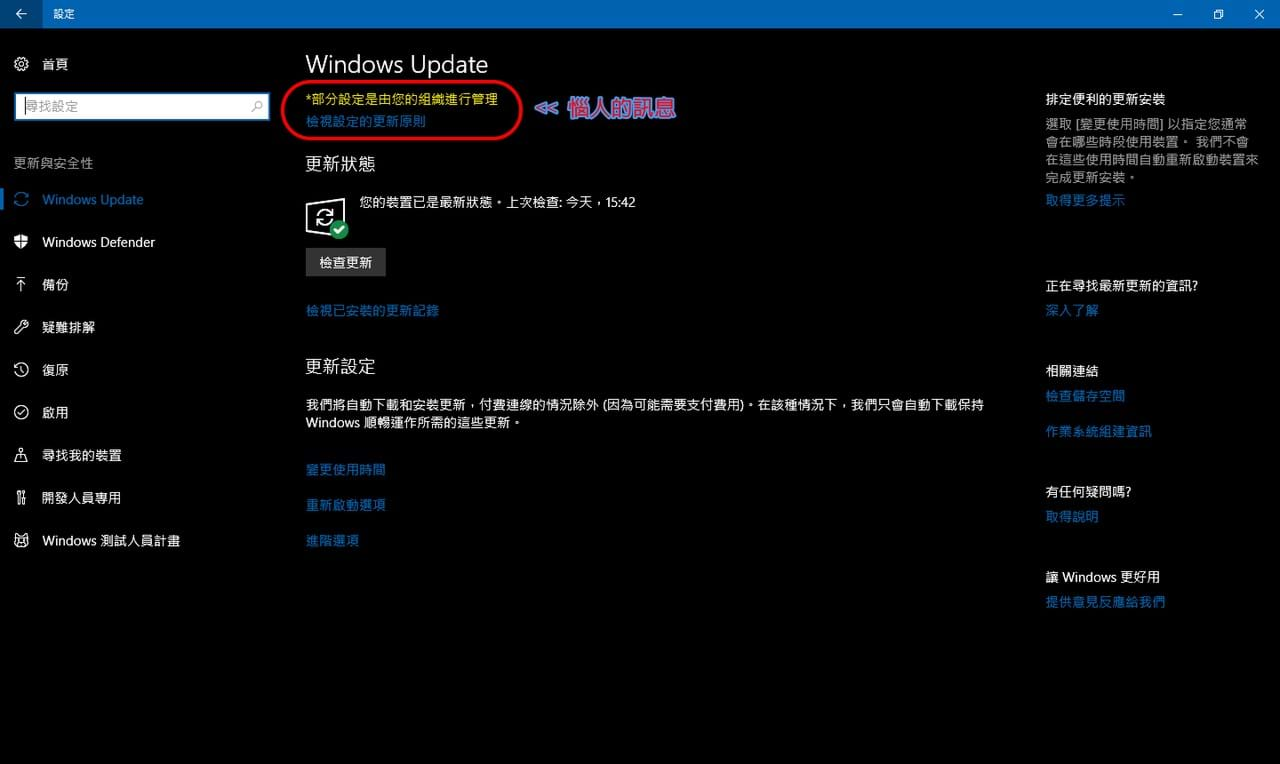 設定
首頁
尋找設定
更新與安全性
Windows Update
Windows Defender
備份
疑難排解
復原
啟用
尋找我的裝置
開發人員專用
Windows 測試人員計畫
Windows Update
*部分設定是由您的組織進行管理
檢視設定的更新原則
<< 惱人的訊息
更新狀態
您的裝置已是最新狀態。上次檢查: 今天，15:42
檢查更新
檢視已安裝的更新記錄
更新設定
我們將自動下載和安裝更新，付費連線的情況除外 (因為可能需要支付費用)。在該種情況下，我們只會自動下載保持
Windows 順暢運作所需的這些更新。
變更使用時間
重新啟動選項
進階選項
排定便利的更新安裝
選取 [變更使用時間] 以指定您通常
會在哪些時段使用裝置。 我們不會
在這些使用時間自動重新啟動裝置來
完成更新安裝。
取得更多提示
正在尋找最新更新的資訊?
深入了解
相關連結
檢查儲存空間
作業系統組建資訊
有任何疑問嗎?
取得說明
讓 Windows 更好用
提供意見反應給我們